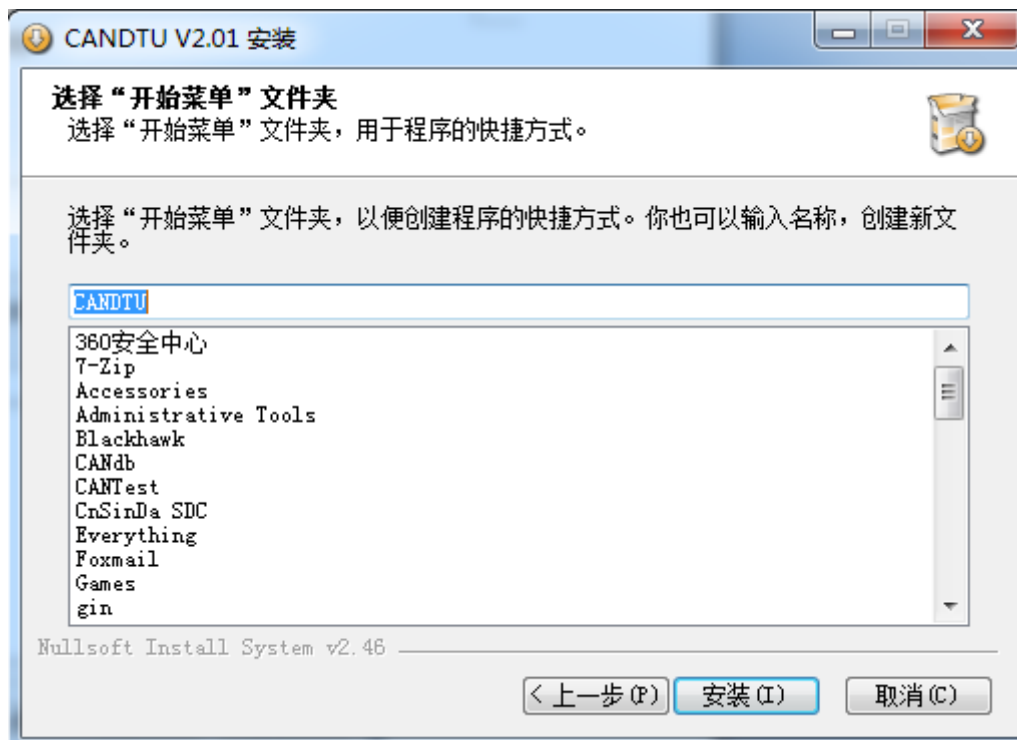 CANDTU V2.01 安装
选择“开始菜单”文件夹
选择“开始菜单”文件夹，用于程序的快捷方式。
选择“开始菜单”文件夹，以便创建程序的快捷方式。你也可以输入名称，创建新文
件夹。
CANDTU
360安全中心
7-Zip
Accessories
Administrative Tools
Blackhawk
CANdb
CANTest
CnSinDa SDC
Everything
Foxmail
Games
gin
Nullsoft Install System v2.46
< 上一步(P) 安装(I) 取消(C)